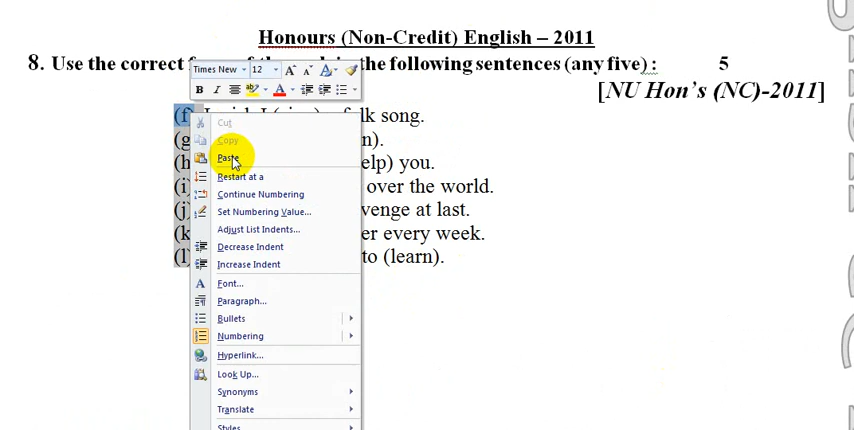 Honours (Non-Credit) English – 2011
8. Use the correct the following sentences (any five) : 5
[NU Hon's (NC)-2011]
Times New 12
(f) folk song.
Cut
Copy
Paste
Restart at a
Continue Numbering
Set Numbering Value...
Adjust List Indents...
Decrease Indent
Increase Indent
Font...
Paragraph...
Bullets
Numbering
Hyperlink...
Look Up...
Synonyms
Translate
Styles
(g n).
(h elp) you.
(i) over the world.
(j) venge at last.
(k er every week.
(l) to (learn).